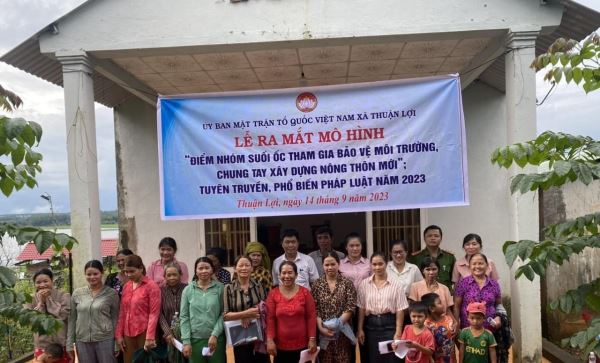 ỦY BAN MẶT TRẬN TỔ QUỐC VIỆT NAM XÃ THUẬN LỢI
LỄ RA MẮT MÔ HÌNH
"ĐIỂM NHÓM SUỐI ỐC THAM GIA BẢO VỆ MÔI TRƯỜNG,
CHUNG TAY XÂY DỰNG NÔNG THÔN MỚI";
TUYÊN TRUYỀN, PHỔ BIẾN PHÁP LUẬT NĂM 2023
Thuận Lợi, ngày 14 tháng 9 năm 2023